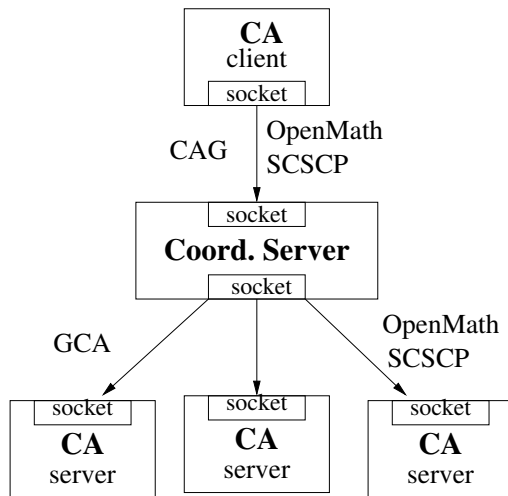 CA
client
socket
CAG
OpenMath
SCSCP
socket
Coord. Server
socket
GCA
OpenMath
SCSCP
socket
CA
server
socket
CA
server
socket
CA
server